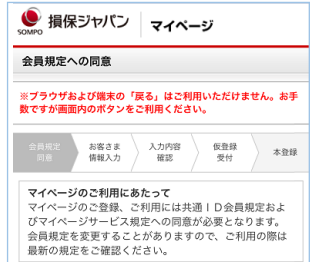 SOMPO 損保ジャパン マイページ
会員規定への同意
※ブラウザおよび端末の「戻る」はご利用いただけません。お手
数ですが画面内のボタンをご利用ください。
会員規定
同意
お客さま
情報入力
入力内容
確認
仮登録
受付
本登録
マイページのご利用にあたって
マイページのご登録、ご利用には共通ＩＤ会員規定およ
びマイページサービス規定への同意が必要となります。
会員規定を変更することがありますので、ご利用の際は
最新の規定をご確認ください。